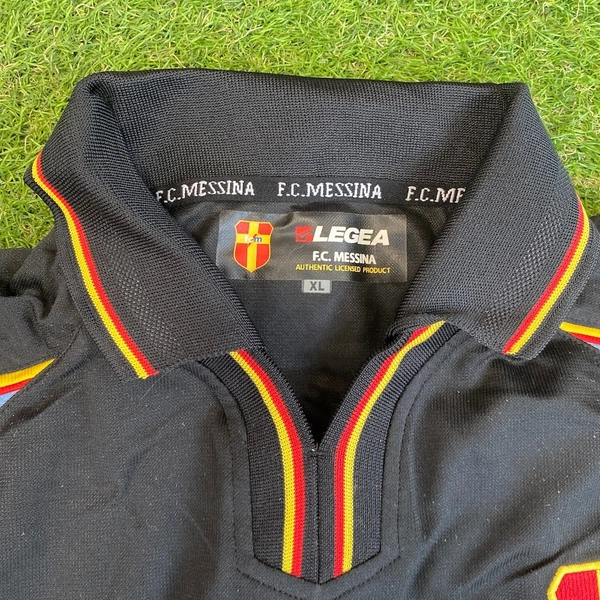 F.C.MESSINA F.C.MESSINA F.C.ME
LEGEA
F.C. MESSINA
AUTHENTIC LICENSED PRODUCT
XL